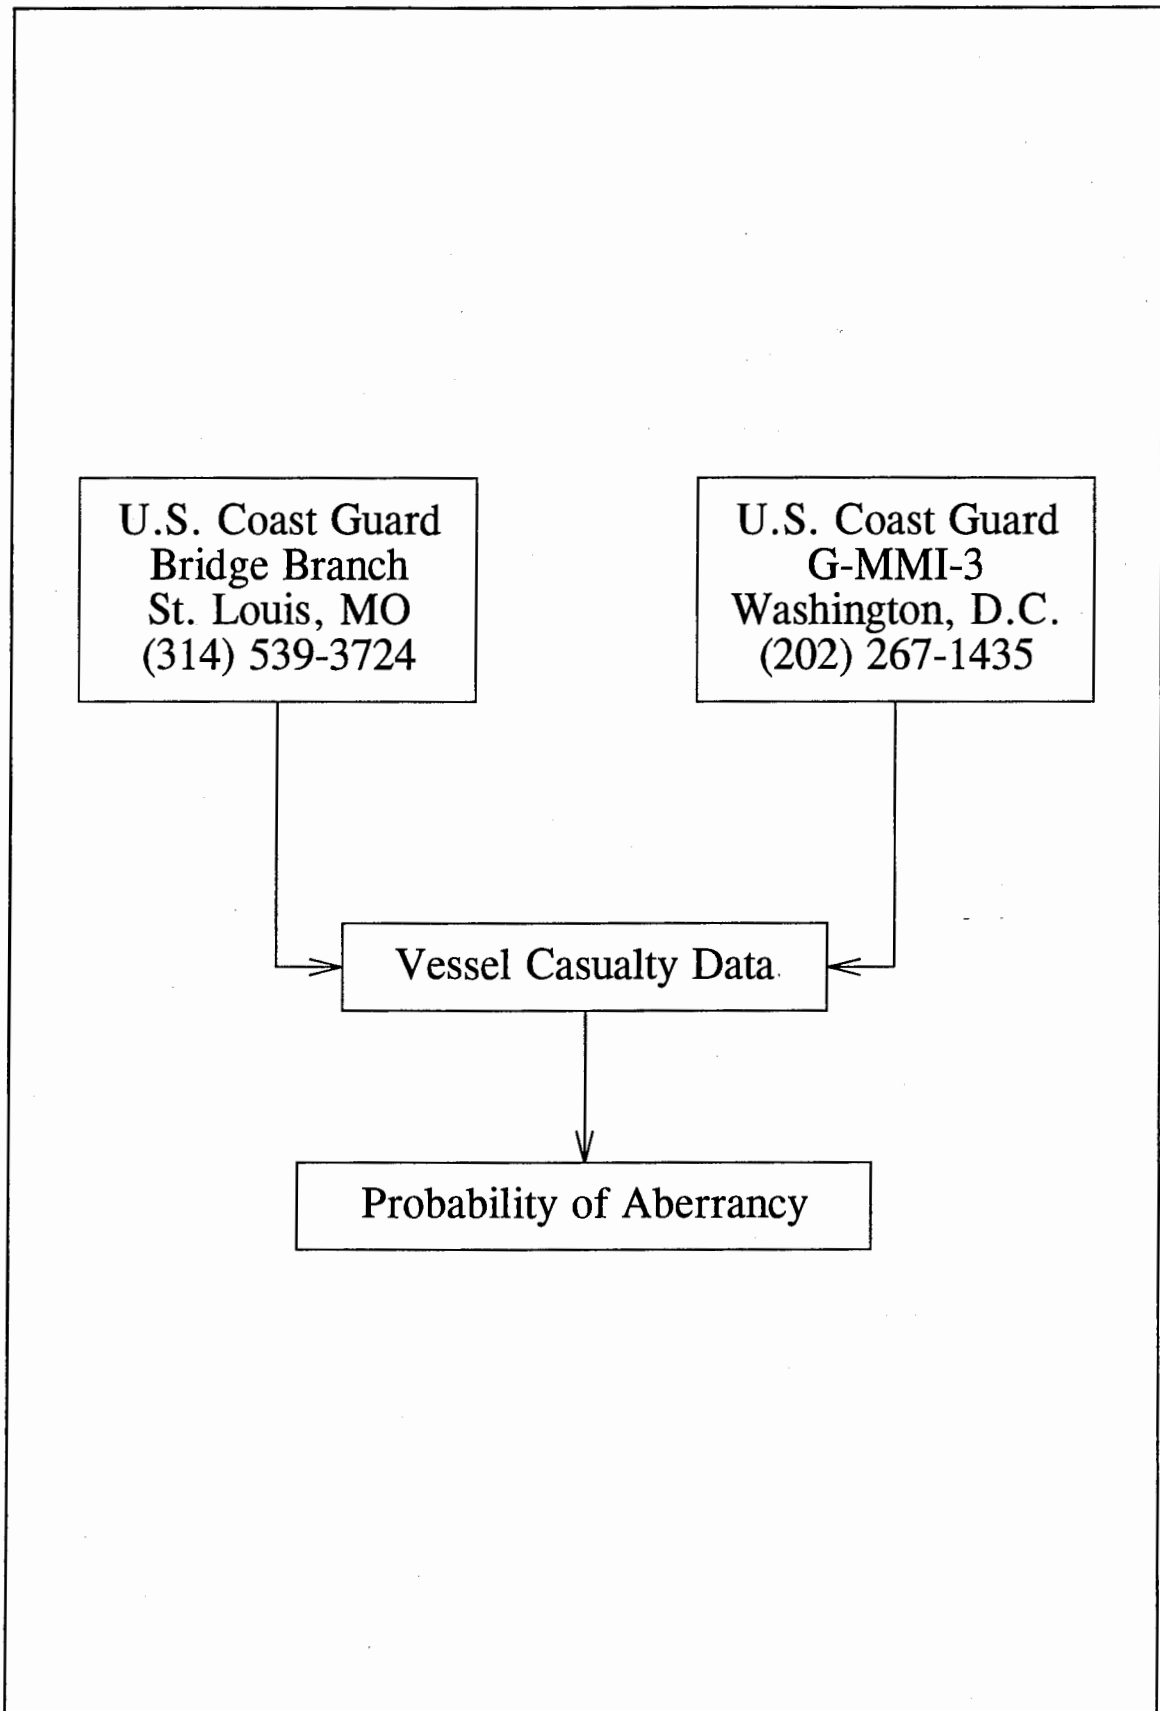 U.S. Coast Guard
Bridge Branch
St. Louis, MO
(314) 539-3724
U.S. Coast Guard
G-MMI-3
Washington, D.C.
(202) 267-1435
Vessel Casualty Data
Probability of Aberrancy